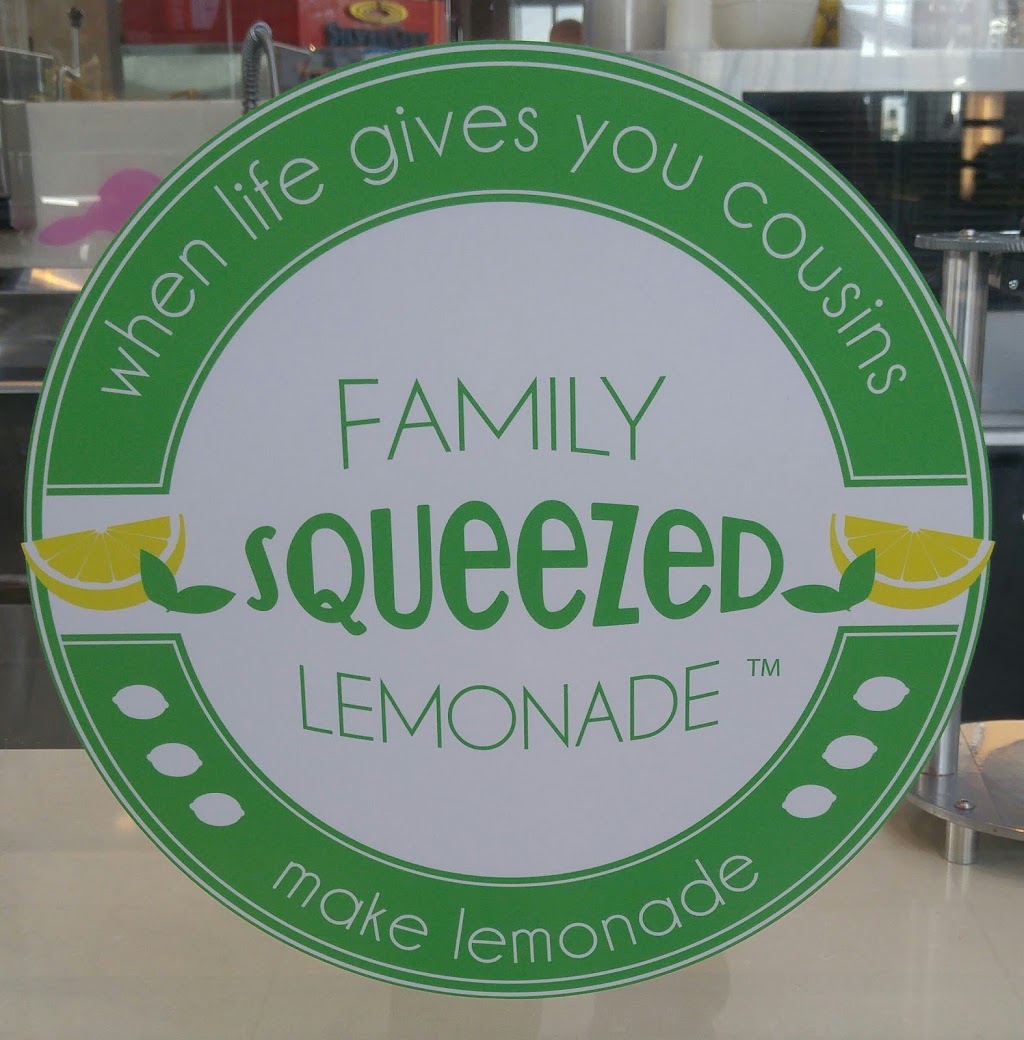 when life gives you cousins
FAMILY
SQUEEZED
LEMONADE ™
make lemonade